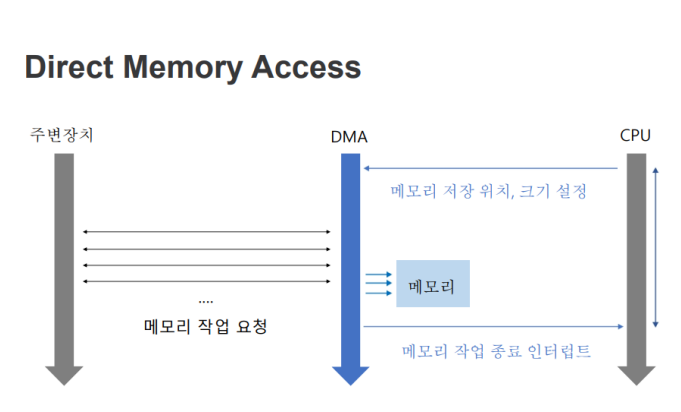 Direct Memory Access
주변장치
DMA
CPU
메모리 저장 위치, 크기 설정
메모리
....
메모리 작업 요청
메모리 작업 종료 인터럽트